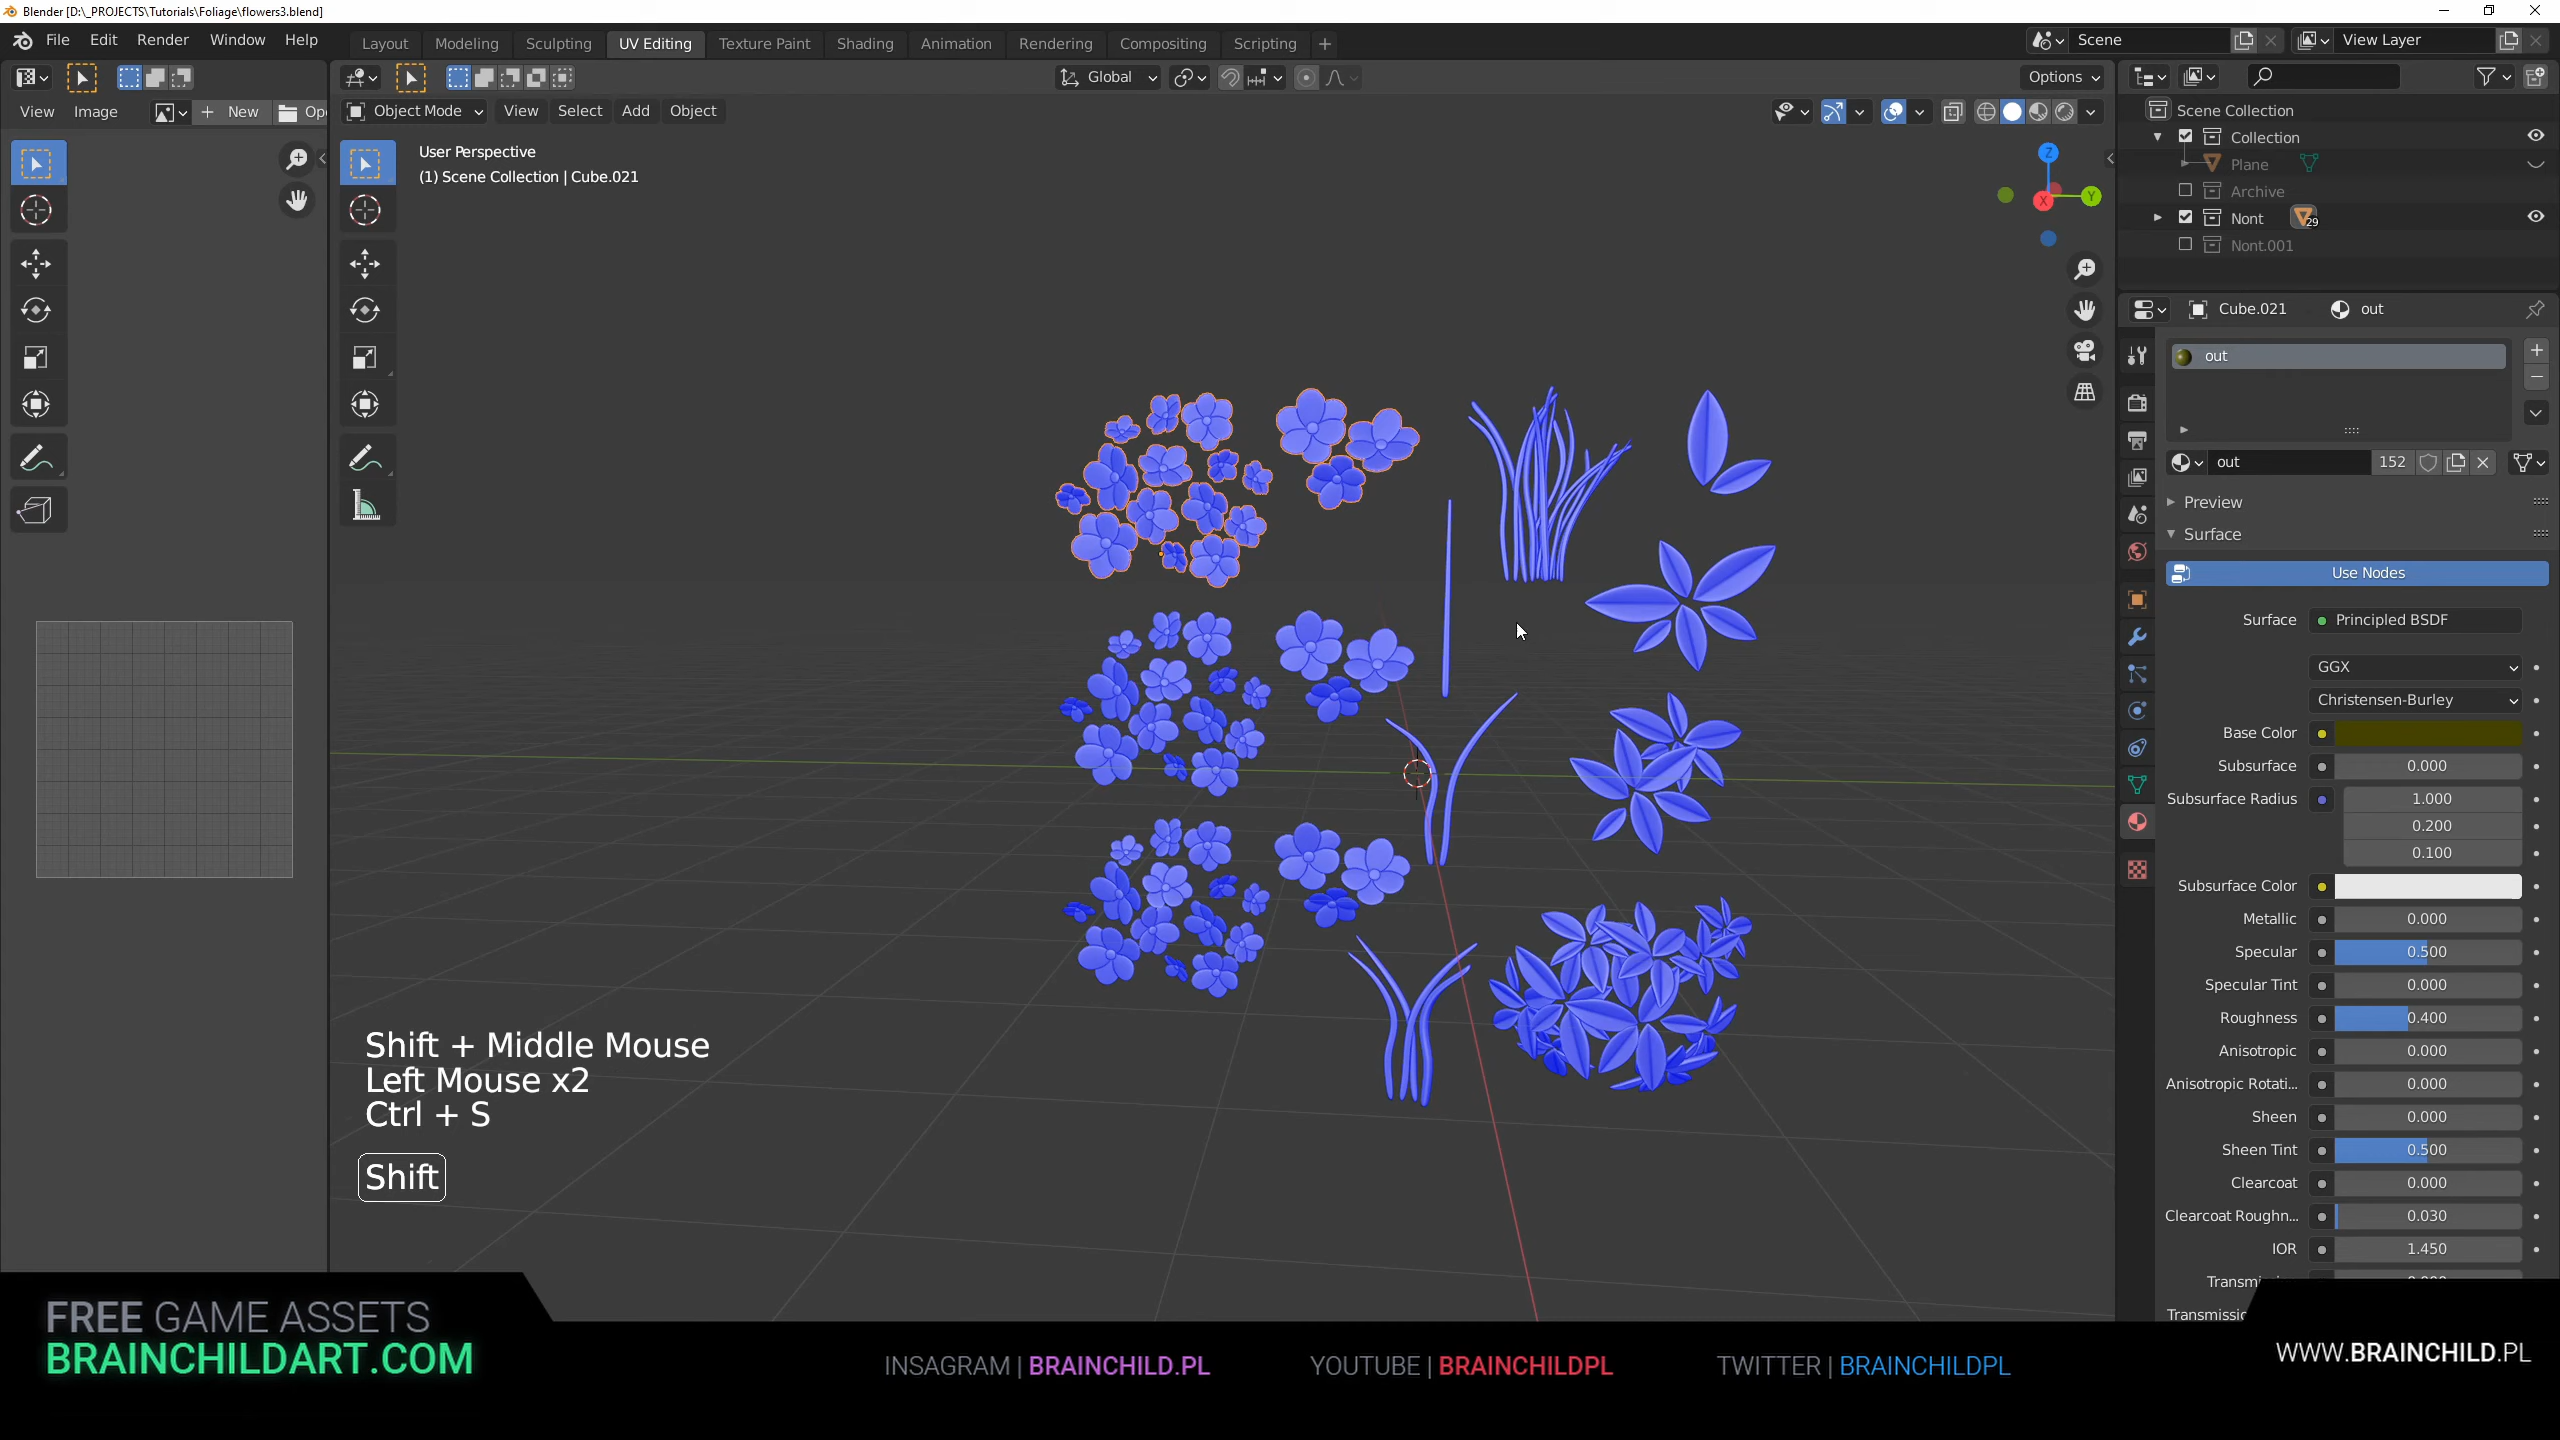 Blender [D:\_PROJECTS\Tutorials\Foliage\flowers3.blend]
File Edit Render Window Help Layout Modeling Sculpting UV Editing Texture Paint Shading Animation Rendering Compositing Scripting + Scene View Layer
Global Options
View Image New Op Object Mode View Select Add Object
User Perspective
(1) Scene Collection | Cube.021
Z
Y
X
Scene Collection
Collection
Plane
Archive
Nont 29
Nont.001
Cube.021 out
out
out 152
Preview
Surface
Use Nodes
Surface Principled BSDF
GGX
Christensen-Burley
Base Color
Subsurface 0.000
Subsurface Radius 1.000
0.200
0.100
Subsurface Color
Metallic 0.000
Specular 0.500
Specular Tint 0.000
Roughness 0.400
Anisotropic 0.000
Anisotropic Rotati... 0.000
Sheen 0.000
Sheen Tint 0.500
Clearcoat 0.000
Clearcoat Roughn... 0.030
IOR 1.450
Shift + Middle Mouse
Left Mouse x2
Ctrl + S
Shift
FREE GAME ASSETS
BRAINCHILDART.COM
INSAGRAM | BRAINCHILD.PL YOUTUBE | BRAINCHILDPL TWITTER | BRAINCHILDPL WWW.BRAINCHILD.PL